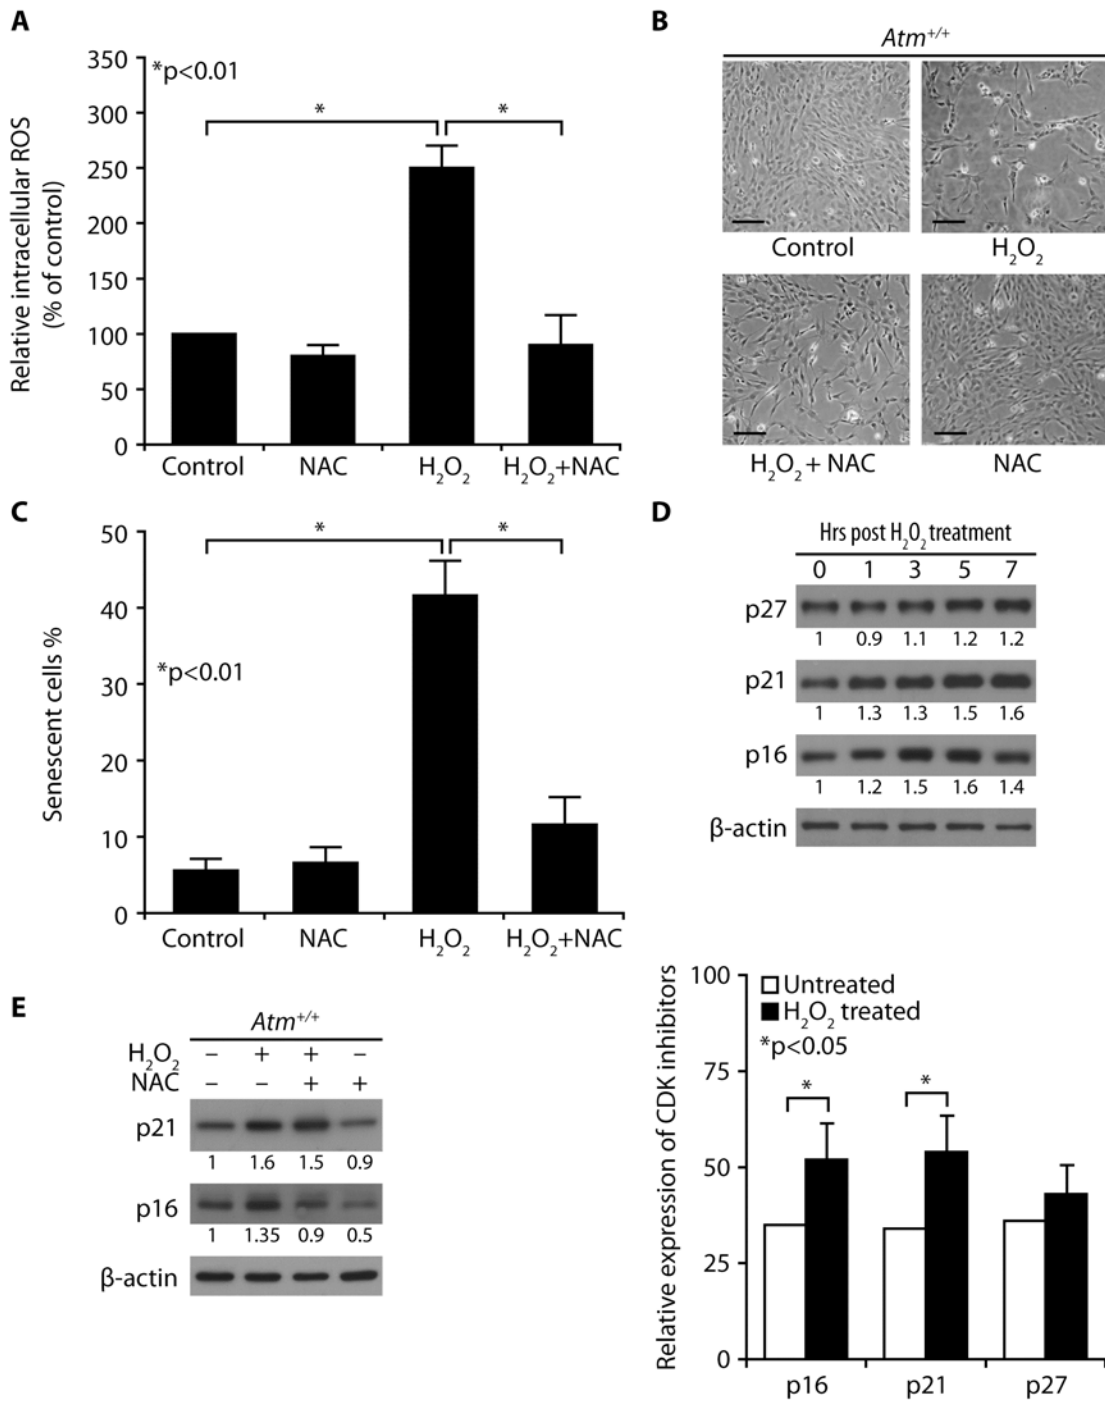 A
350
300
250
200
150
100
50
0
Relative intracellular ROS
(% of control)
*p<0.01
* *
Control NAC H₂O₂ H₂O₂+NAC
B
Atm+/+
Control H₂O₂
H₂O₂ + NAC NAC
C
50
40
30
20
10
0
Senescent cells %
* *
*p<0.01
Control NAC H₂O₂ H₂O₂+NAC
D
Hrs post H₂O₂ treatment
0 1 3 5 7
p27
1 0.9 1.1 1.2 1.2
p21
1 1.3 1.3 1.5 1.6
p16
1 1.2 1.5 1.6 1.4
β-actin
100
75
50
25
0
Relative expression of CDK inhibitors
Untreated
H₂O₂ treated
*p<0.05
* *
p16 p21 p27
E
Atm+/+
H₂O₂ – + + –
NAC – – + +
p21
1 1.6 1.5 0.9
p16
1 1.35 0.9 0.5
β-actin